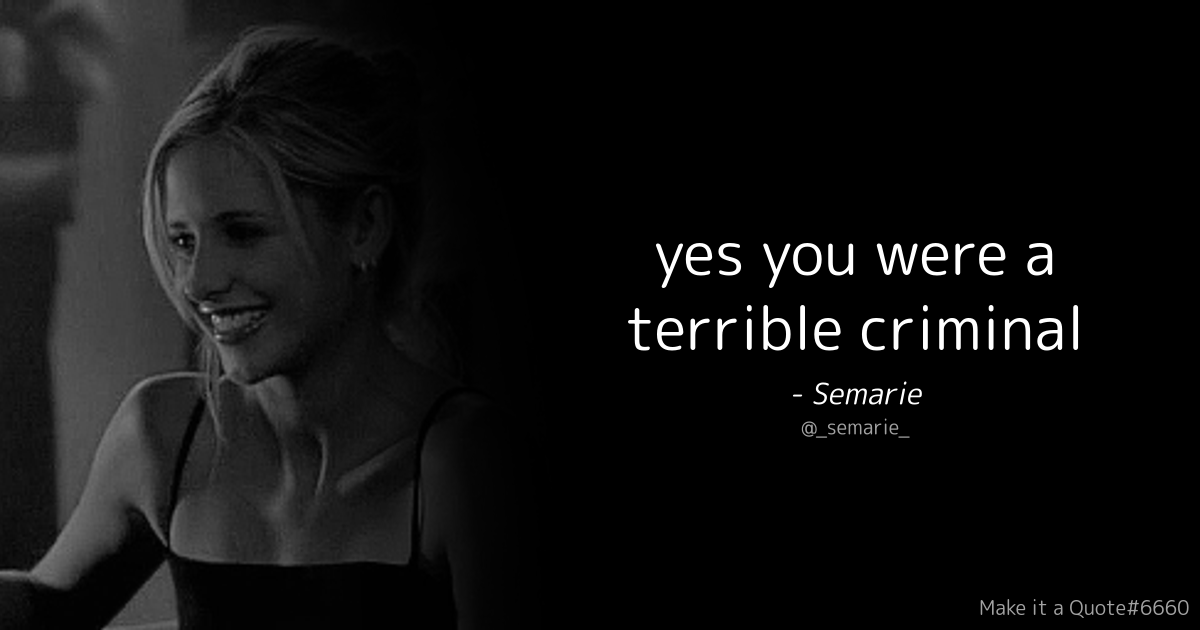 yes you were a
terrible criminal
- Semarie
@_semarie_
Make it a Quote#6660